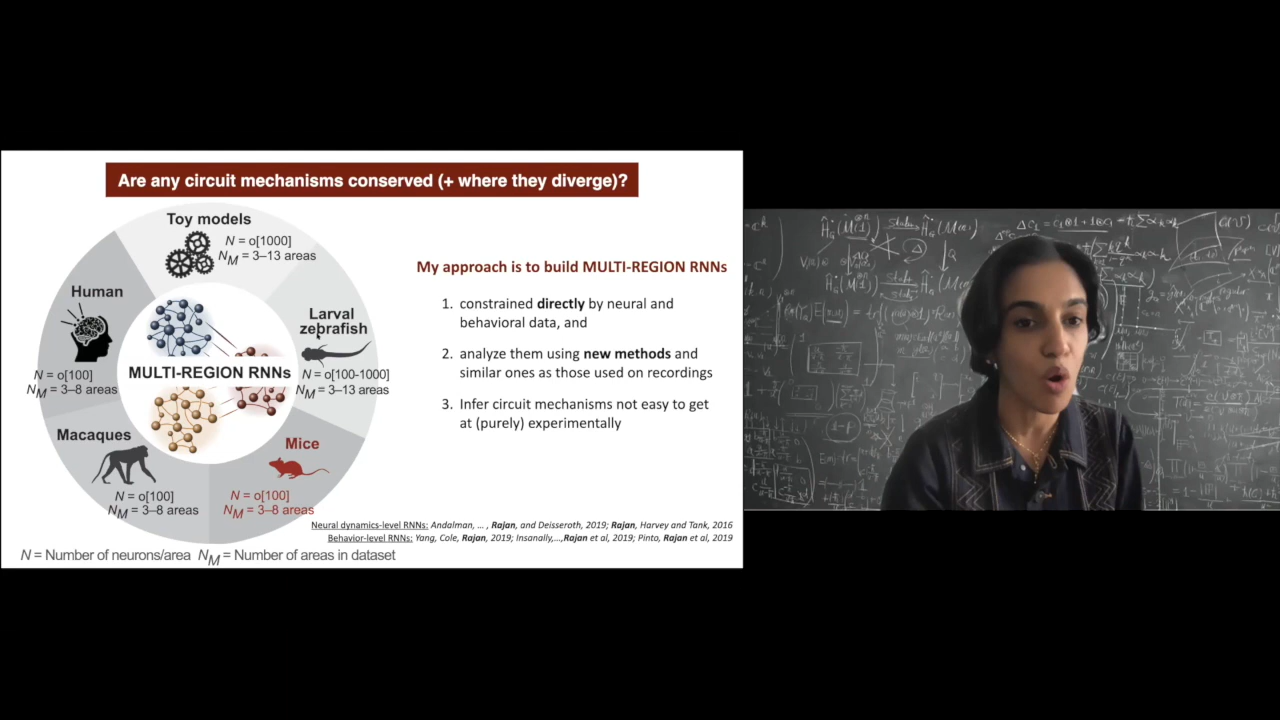 Are any circuit mechanisms conserved (+ where they diverge)?
Toy models
N = o[1000]
N_M = 3–13 areas
Human
N = o[100]
N_M = 3–8 areas
Larval
zebrafish
N = o[100-1000]
N_M = 3–13 areas
MULTI-REGION RNNs
Macaques
N = o[100]
N_M = 3–8 areas
Mice
N = o[100]
N_M = 3–8 areas
My approach is to build MULTI-REGION RNNs
1. constrained directly by neural and
behavioral data, and
2. analyze them using new methods and
similar ones as those used on recordings
3. Infer circuit mechanisms not easy to get
at (purely) experimentally
Neural dynamics-level RNNs: Andalman, ... , Rajan, and Deisseroth, 2019; Rajan, Harvey and Tank, 2016
Behavior-level RNNs: Yang, Cole, Rajan, 2019; Insanally,...,Rajan et al, 2019; Pinto, Rajan et al, 2019
N = Number of neurons/area N_M = Number of areas in dataset